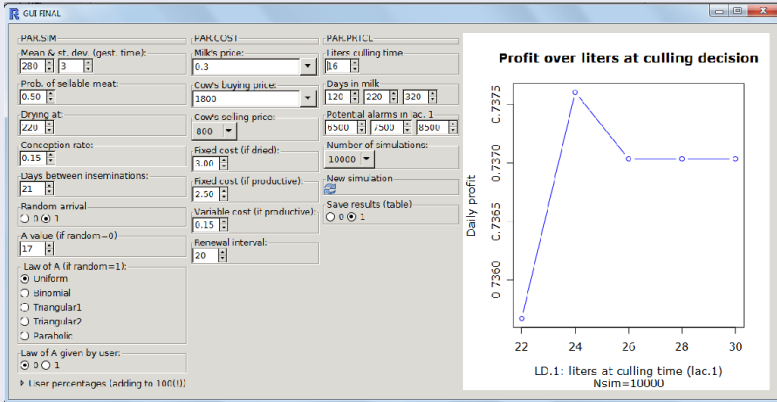 GUI FINAL
PAR.SIM
Mean & st. dev. (gest. time):
280 3
Prob. of sellable meat:
0.50
Drying at:
220
Conception rate:
0.15
Days between inseminations:
21
Random arrival
0 1
A value (if random=0)
17
Law of A (if random=1):
Uniform
Binomial
Triangular1
Triangular2
Parabolic
Law of A given by user:
0 1
User percentages (adding to 100(!))
PAR.COST
Milk's price:
0.3
Cow's buying price:
1800
Cow's selling price:
800
Fixed cost (if dried):
3.00
Fixed cost (if productive):
2.50
Variable cost (if productive):
0.15
Renewal interval:
20
Liters culling time
16
Days in milk
120 220 320
Potential alarms in lac. 1
6500 7500 8500
Number of simulations:
10000
New simulation
Save results (table)
0 1
Profit over liters at culling decision
Daily profit
0.7375
0.7370
0.7365
0.7360
22 24 26 28 30
LD.1: liters at culling time (lac.1)
Nsim=10000